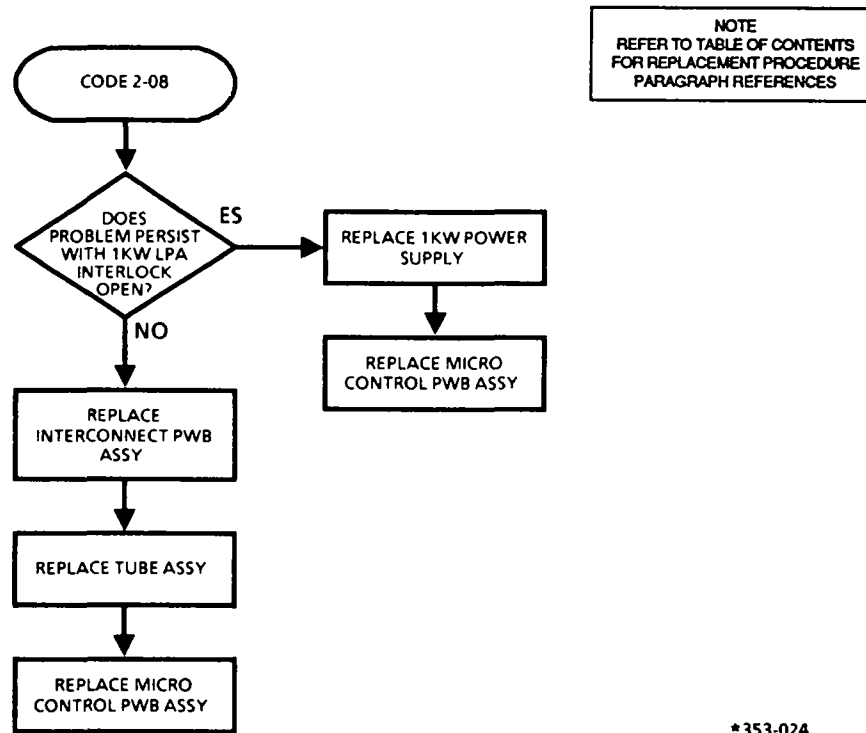 NOTE
REFER TO TABLE OF CONTENTS
FOR REPLACEMENT PROCEDURE
PARAGRAPH REFERENCES
CODE 2-08
DOES
PROBLEM PERSIST
WITH 1KW LPA
INTERLOCK
OPEN?
ES
REPLACE 1KW POWER
SUPPLY
REPLACE MICRO
CONTROL PWB ASSY
NO
REPLACE
INTERCONNECT PWB
ASSY
REPLACE TUBE ASSY
REPLACE MICRO
CONTROL PWB ASSY
*353-024